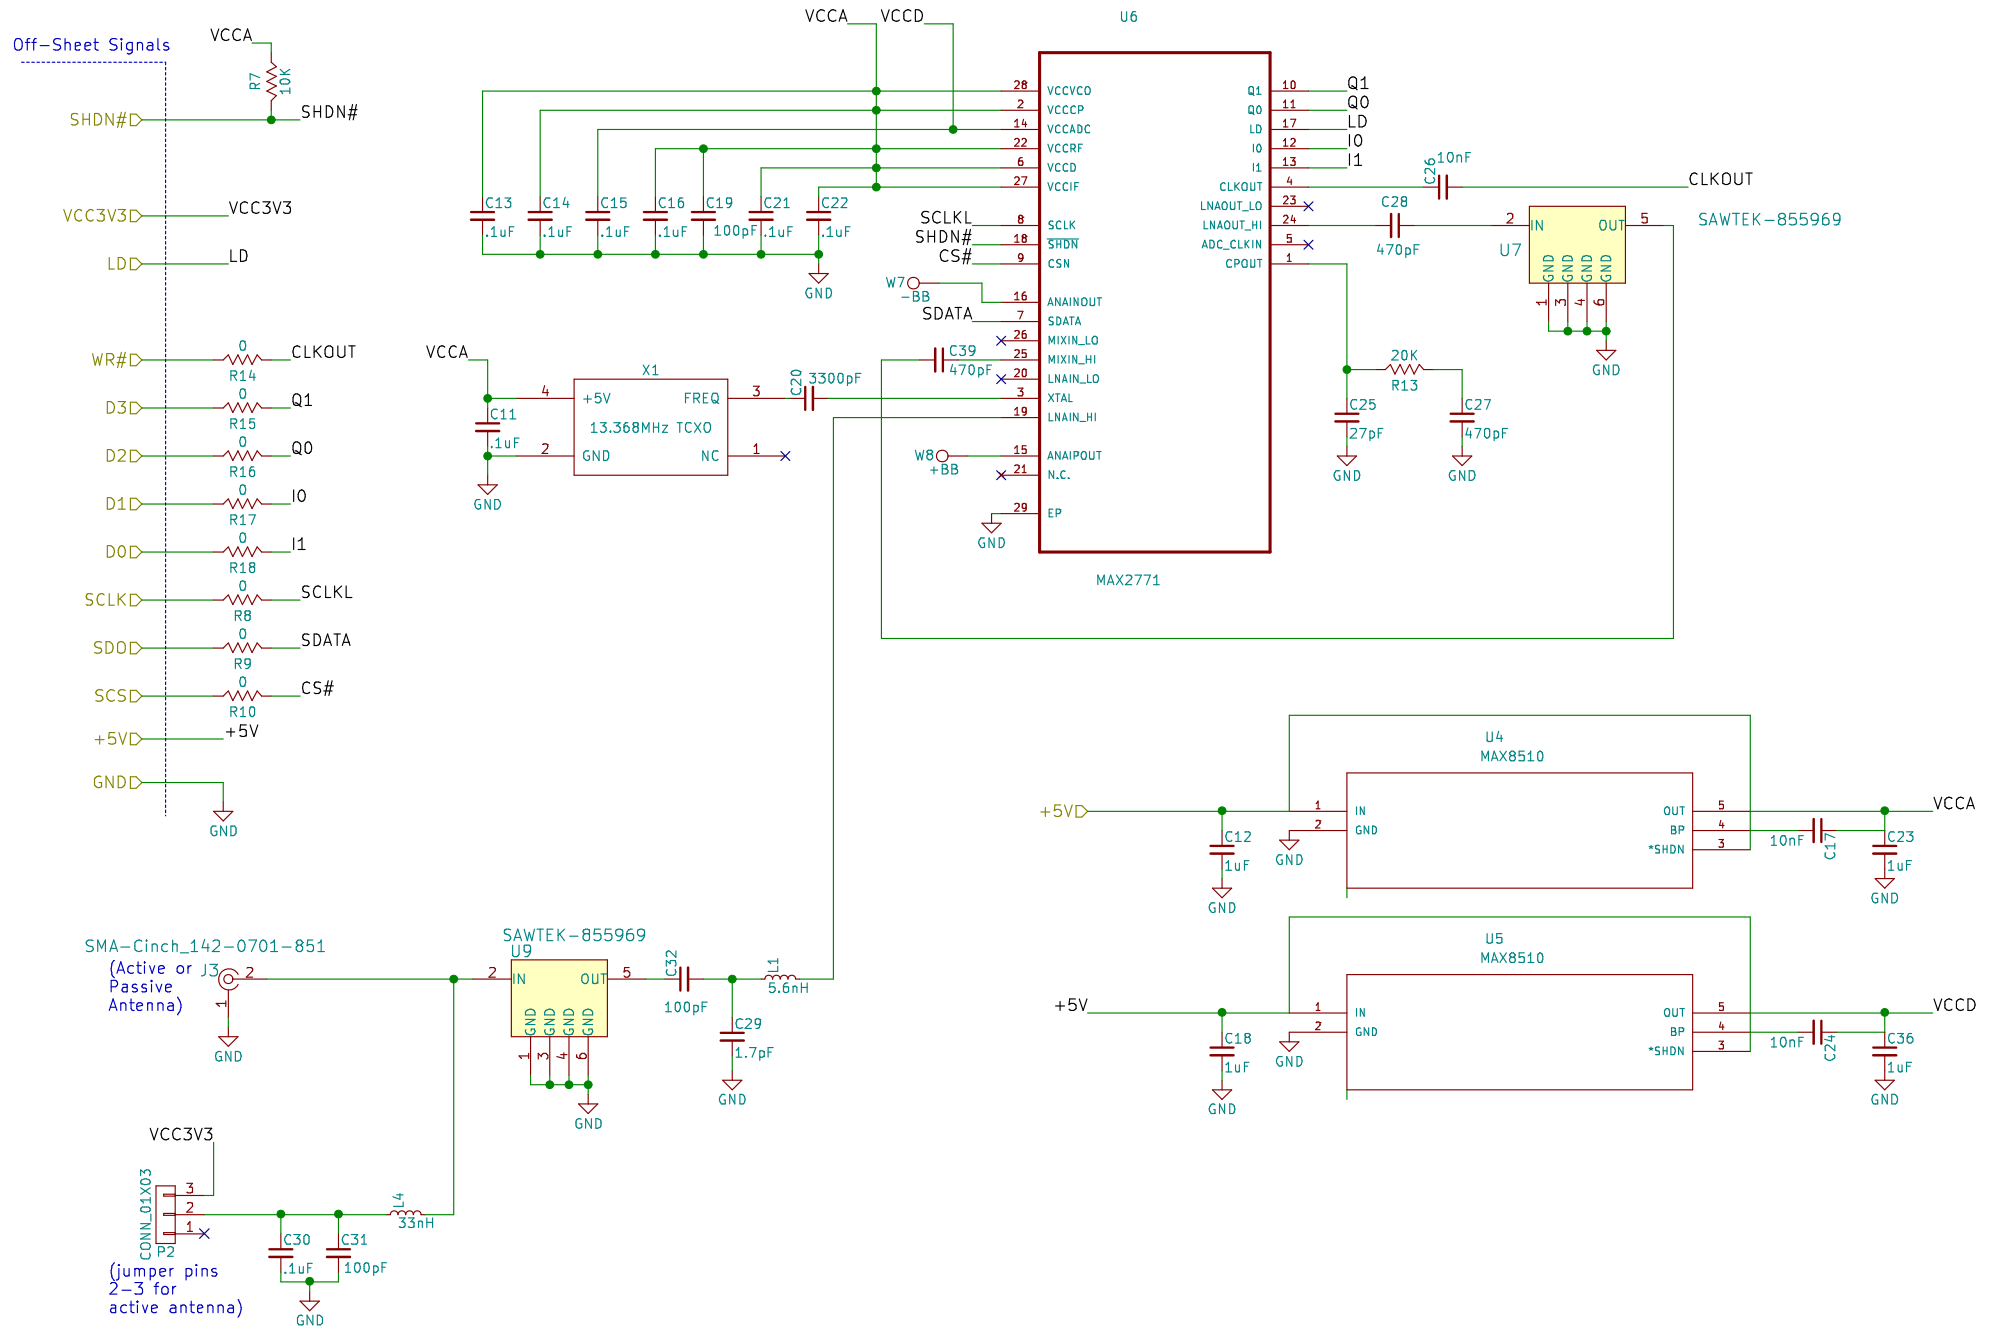 Off-Sheet Signals
VCCA
R7
10K
SHDN#
SHDN#
VCC3V3
VCC3V3
LD
LD
WR#
0
R14
CLKOUT
D3
0
R15
Q1
D2
0
R16
Q0
D1
0
R17
I0
D0
0
R18
I1
SCLK
0
R8
SCLKL
SDO
0
R9
SDATA
SCS
0
R10
CS#
+5V
+5V
GND
GND
VCCA
VCCD
C13
.1uF
C14
.1uF
C15
.1uF
C16
.1uF
C19
100pF
C21
.1uF
C22
.1uF
GND
U6
28 VCCVCO
2 VCCCP
14 VCCADC
22 VCCRF
6 VCCD
27 VCCIF
SCLKL 8 SCLK
SHDN# 18 SHDN
CS# 9 CSN
W7
-BB
16 ANAINOUT
SDATA 7 SDATA
26 MIXIN_LO
25 MIXIN_HI
20 LNAIN_LO
3 XTAL
19 LNAIN_HI
W8
+BB
15 ANAIPOUT
21 N.C.
29 EP
GND
C39
470pF
Q1 10 Q1
Q0 11 Q0
LD 17 LD
I0 12 I0
I1 13 I1
CLKOUT 4
LNAOUT_LO 23
LNAOUT_HI 24
ADC_CLKIN 5
CPOUT 1
MAX2771
C26
10nF
CLKOUT
C28
470pF
SAWTEK-855969
U7
2 IN
OUT 5
GND
GND
GND
GND
1
3
4
6
GND
20K
R13
C25
27pF
GND
C27
470pF
GND
VCCA
C11
.1uF
GND
X1
4 +5V
FREQ 3
13.368MHz TCXO
2 GND
NC 1
C20
3300pF
+5V
C12
1uF
GND
U4
MAX8510
1 IN
2 GND
GND
OUT 5
BP 4
*SHDN 3
10nF
C17
C23
1uF
GND
VCCA
+5V
C18
1uF
GND
U5
MAX8510
1 IN
2 GND
GND
OUT 5
BP 4
*SHDN 3
10nF
C24
C36
1uF
GND
VCCD
SMA-Cinch_142-0701-851
(Active or
Passive
Antenna)
J3
2
1
GND
SAWTEK-855969
U9
2 IN
OUT 5
GND
GND
GND
GND
1
3
4
6
GND
C32
100pF
C29
1.7pF
GND
L1
5.6nH
VCC3V3
CONN_01X03
3
2
1
P2
C30
.1uF
C31
100pF
GND
L4
33nH
(jumper pins
2-3 for
active antenna)